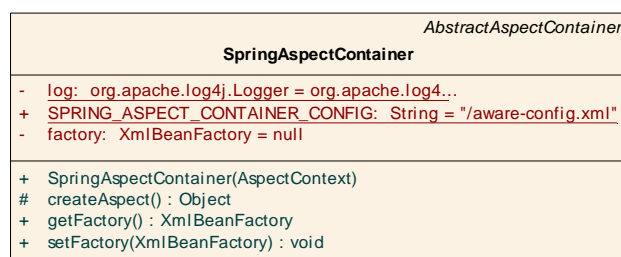 AbstractAspectContainer
SpringAspectContainer
- log: org.apache.log4j.Logger = org.apache.log4...
+ SPRING_ASPECT_CONTAINER_CONFIG: String = "/aware-config.xml"
- factory: XmlBeanFactory = null
+ SpringAspectContainer(AspectContext)
# createAspect() : Object
+ getFactory() : XmlBeanFactory
+ setFactory(XmlBeanFactory) : void